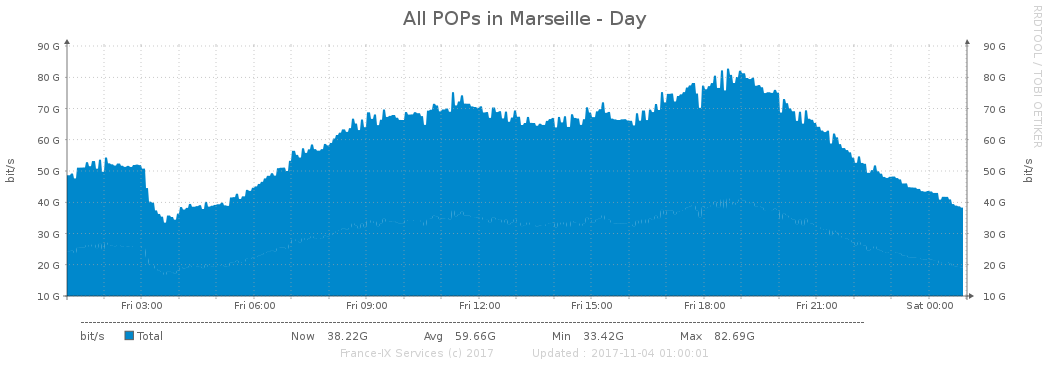 All POPs in Marseille - Day
RRDTOOL / TOBI OETIKER
bit/s
90 G
80 G
70 G
60 G
50 G
40 G
30 G
20 G
10 G
90 G
80 G
70 G
60 G
50 G
40 G
30 G
20 G
10 G
bit/s
Fri 03:00 Fri 06:00 Fri 09:00 Fri 12:00 Fri 15:00 Fri 18:00 Fri 21:00 Sat 00:00
bit/s Total Now 38.22G Avg 59.66G Min 33.42G Max 82.69G
France-IX Services (c) 2017 Updated : 2017-11-04 01:00:01